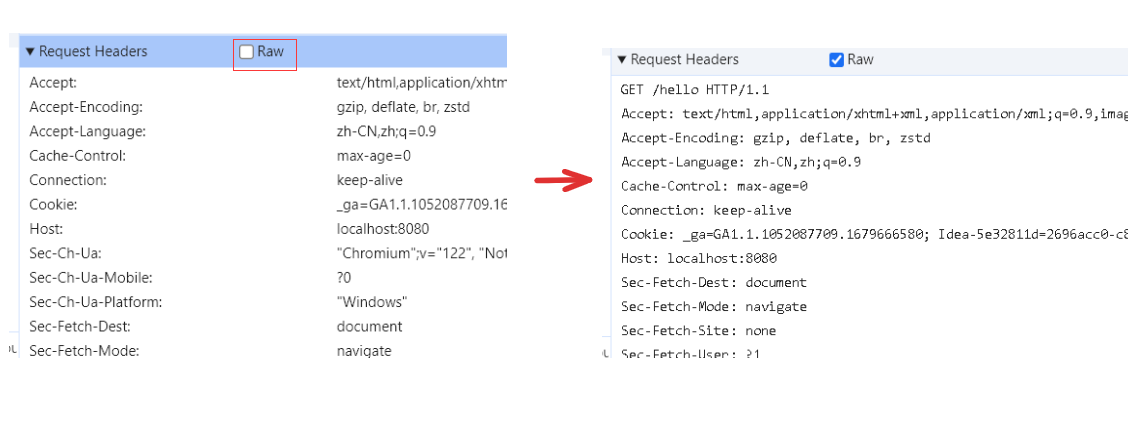 Request Headers Raw
Accept: text/html,application/xhtm
Accept-Encoding: gzip, deflate, br, zstd
Accept-Language: zh-CN,zh;q=0.9
Cache-Control: max-age=0
Connection: keep-alive
Cookie: _ga=GA1.1.1052087709.16
Host: localhost:8080
Sec-Ch-Ua: "Chromium";v="122", "Not
Sec-Ch-Ua-Mobile: ?0
Sec-Ch-Ua-Platform: "Windows"
Sec-Fetch-Dest: document
Sec-Fetch-Mode: navigate
Request Headers Raw
GET /hello HTTP/1.1
Accept: text/html,application/xhtml+xml,application/xml;q=0.9,imag
Accept-Encoding: gzip, deflate, br, zstd
Accept-Language: zh-CN,zh;q=0.9
Cache-Control: max-age=0
Connection: keep-alive
Cookie: _ga=GA1.1.1052087709.1679666580; Idea-5e32811d=2696acc0-c8
Host: localhost:8080
Sec-Fetch-Dest: document
Sec-Fetch-Mode: navigate
Sec-Fetch-Site: none
Sec-Fetch-User: ?1